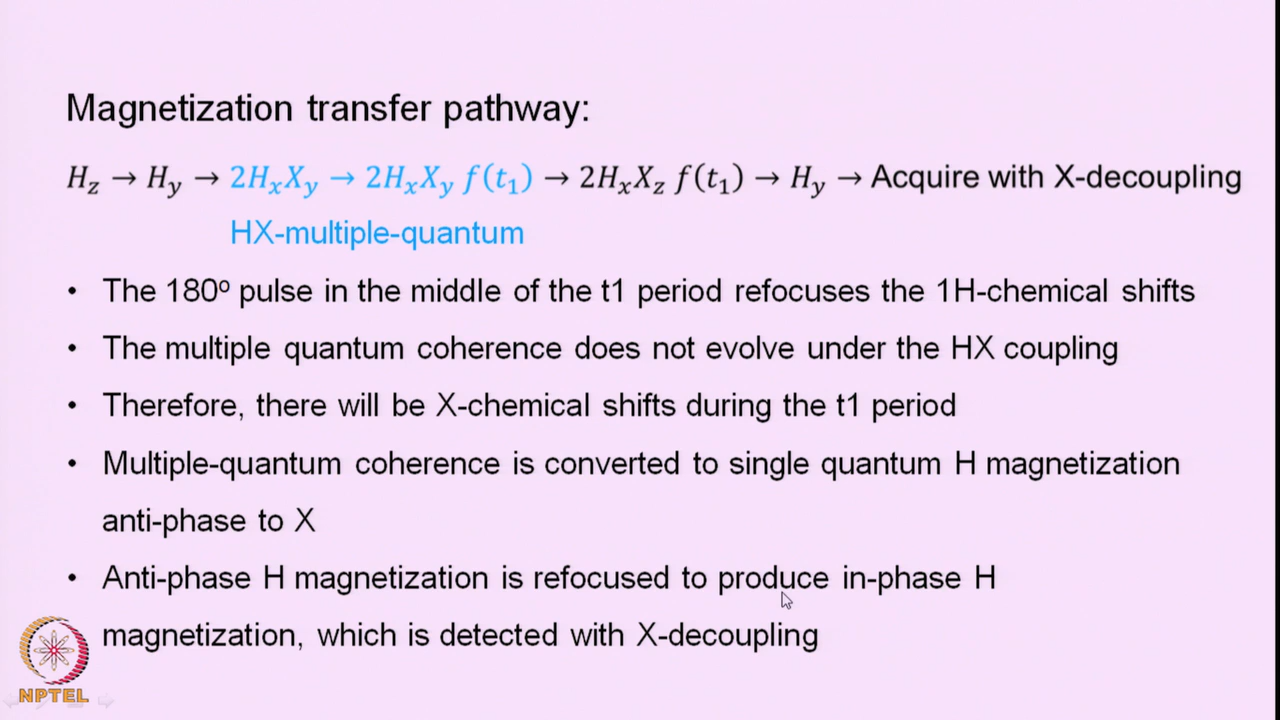 Magnetization transfer pathway:
H_z → H_y → 2H_xX_y → 2H_xX_y f(t_1) → 2H_xX_z f(t_1) → H_y → Acquire with X-decoupling
HX-multiple-quantum
• The 180º pulse in the middle of the t1 period refocuses the 1H-chemical shifts
• The multiple quantum coherence does not evolve under the HX coupling
• Therefore, there will be X-chemical shifts during the t1 period
• Multiple-quantum coherence is converted to single quantum H magnetization
anti-phase to X
• Anti-phase H magnetization is refocused to produce in-phase H
magnetization, which is detected with X-decoupling
NPTEL